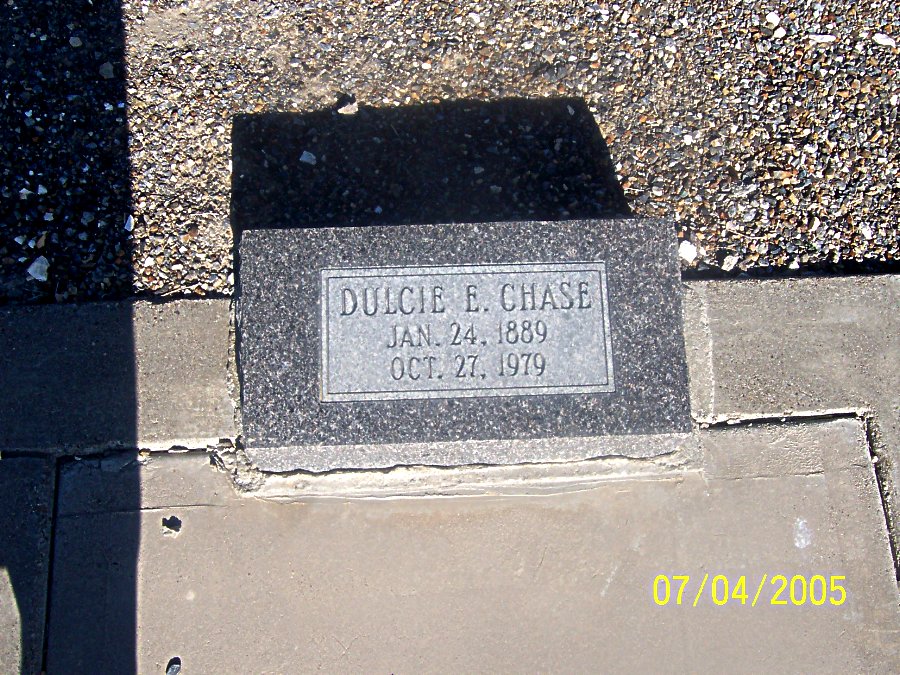 DULCIE E. CHASE
JAN. 24, 1889
OCT. 27, 1979
07/04/2005